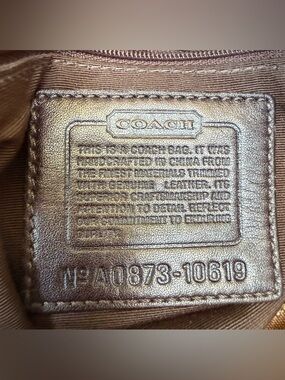 COACH
THIS IS A COACH BAG. IT WAS
HANDCRAFTED IN CHINA FROM
THE FINEST MATERIALS TRIMMED
WITH GENUINE LEATHER. ITS
SUPERIOR CRAFTSMANSHIP AND
ATTENTION TO DETAIL REFLECT
COMMITMENT TO ENDURING
QUALITY.
Nº A0873-10619